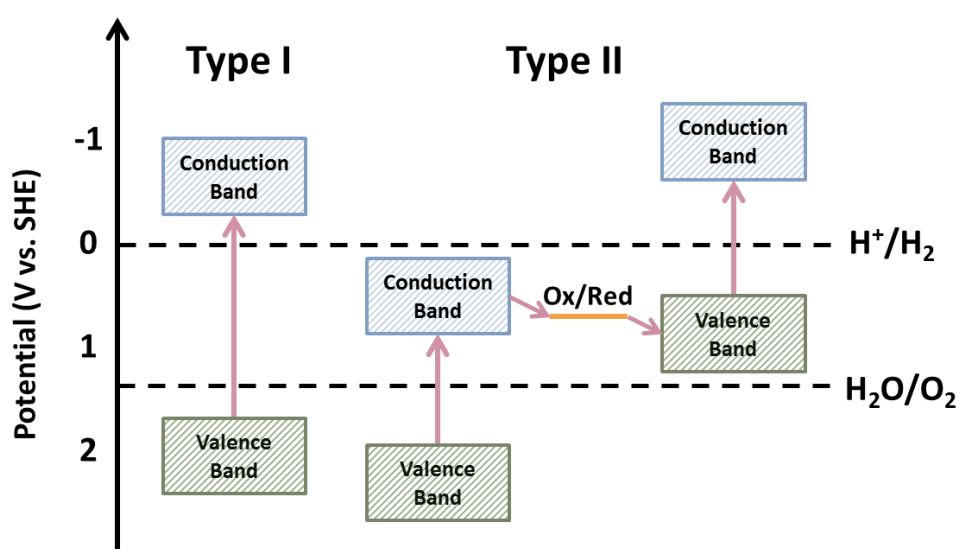 Type I
Type II
Potential (V vs. SHE)
-1
0
1
2
Conduction
Band
Valence
Band
Conduction
Band
Valence
Band
Ox/Red
Conduction
Band
Valence
Band
H⁺/H₂
H₂O/O₂